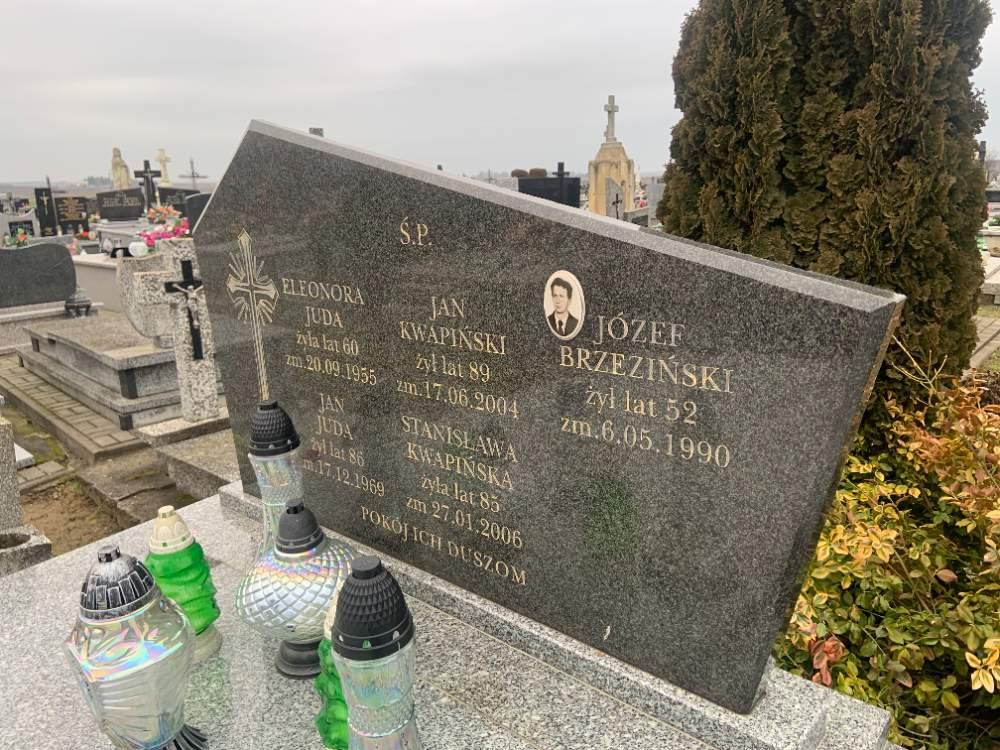 Ś.P.
ELEONORA
JUDA
żyła lat 60
zm.20.09.1955
JAN
JUDA
żył lat 86
zm.17.12.1969
JAN
KWAPIŃSKI
żył lat 89
zm.17.06.2004
STANISŁAWA
KWAPIŃSKA
żyła lat 85
zm 27.01.2006
JÓZEF
BRZEZIŃSKI
żył lat 52
zm.6.05.1990
POKÓJ ICH DUSZOM